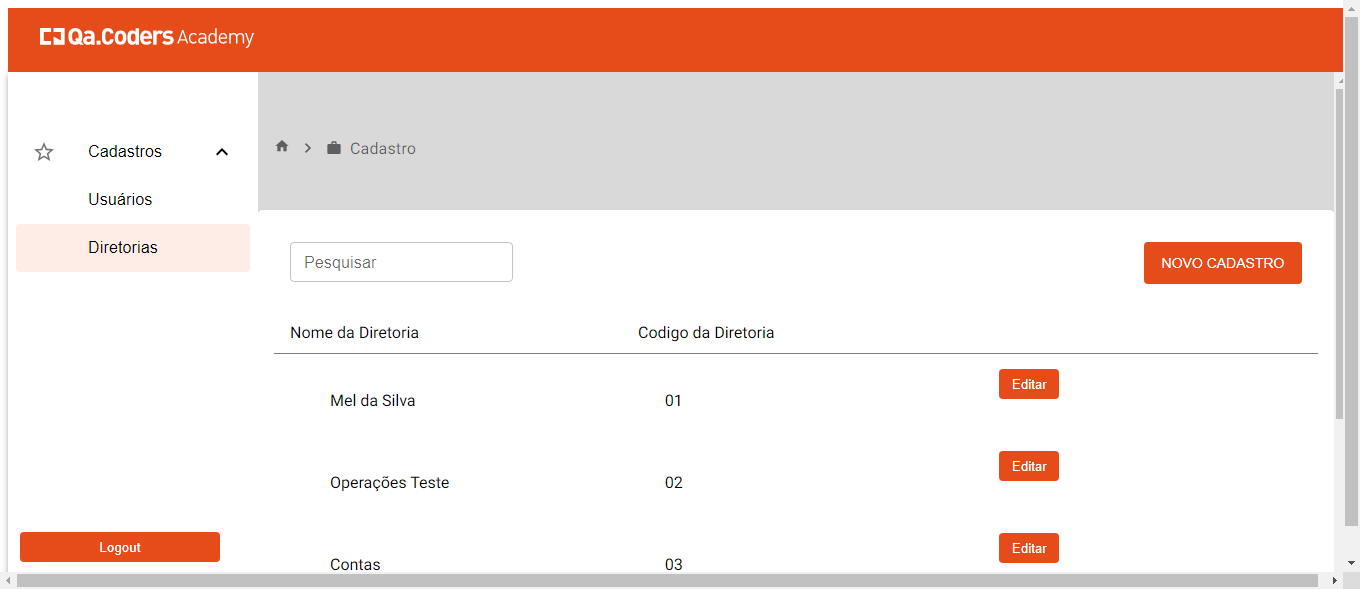 Qa.Coders Academy
Cadastros
Usuários
Diretorias
Logout
Cadastro
Pesquisar
NOVO CADASTRO
Nome da Diretoria Codigo da Diretoria
Mel da Silva 01 Editar
Operações Teste 02 Editar
Contas 03 Editar